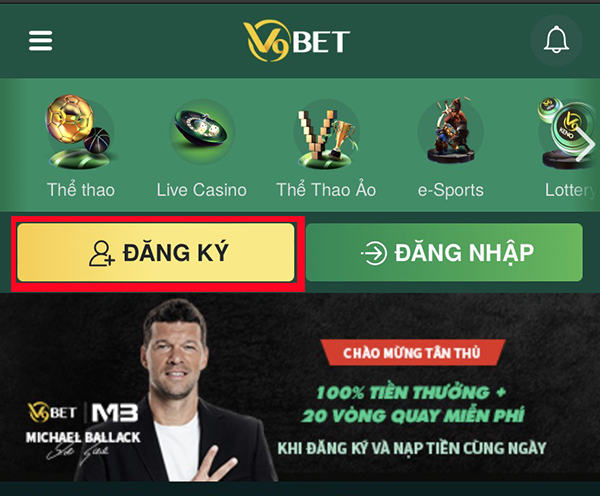 V9BET
Thể thao
Live Casino
Thể Thao Ảo
e-Sports
Lottery
KENO
ĐĂNG KÝ
ĐĂNG NHẬP
CHÀO MỪNG TÂN THỦ
100% TIỀN THƯỞNG +
20 VÒNG QUAY MIỄN PHÍ
KHI ĐĂNG KÝ VÀ NẠP TIỀN CÙNG NGÀY
V9BET | MB
MICHAEL BALLACK